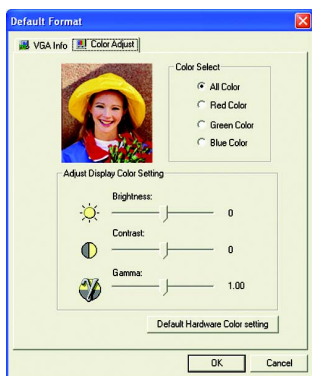 Default Format
VGA Info
Color Adjust
Color Select
All Color
Red Color
Green Color
Blue Color
Adjust Display Color Setting
Brightness:
0
Contrast:
0
Gamma:
1.00
Default Hardware Color setting
OK
Cancel